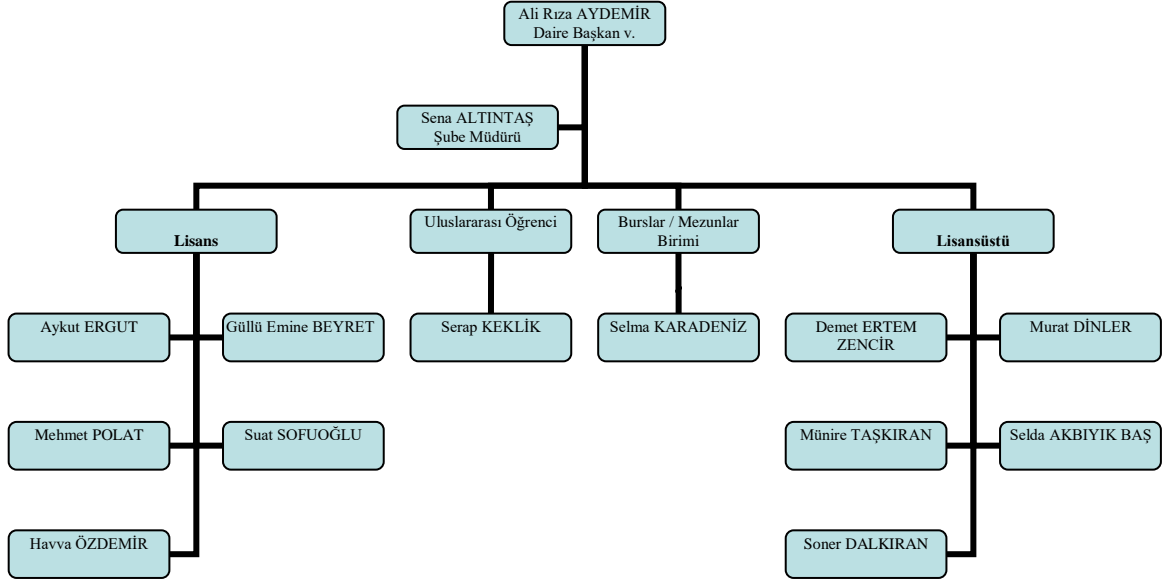 Ali Rıza AYDEMİR
Daire Başkan v.
Sena ALTINTAŞ
Şube Müdürü
Lisans
Uluslararası Öğrenci
Burslar / Mezunlar
Birimi
Lisansüstü
Aykut ERGUT
Güllü Emine BEYRET
Serap KEKLİK
Selma KARADENİZ
Demet ERTEM
ZENCİR
Murat DİNLER
Mehmet POLAT
Suat SOFUOĞLU
Münire TAŞKIRAN
Selda AKBIYIK BAŞ
Havva ÖZDEMİR
Soner DALKIRAN